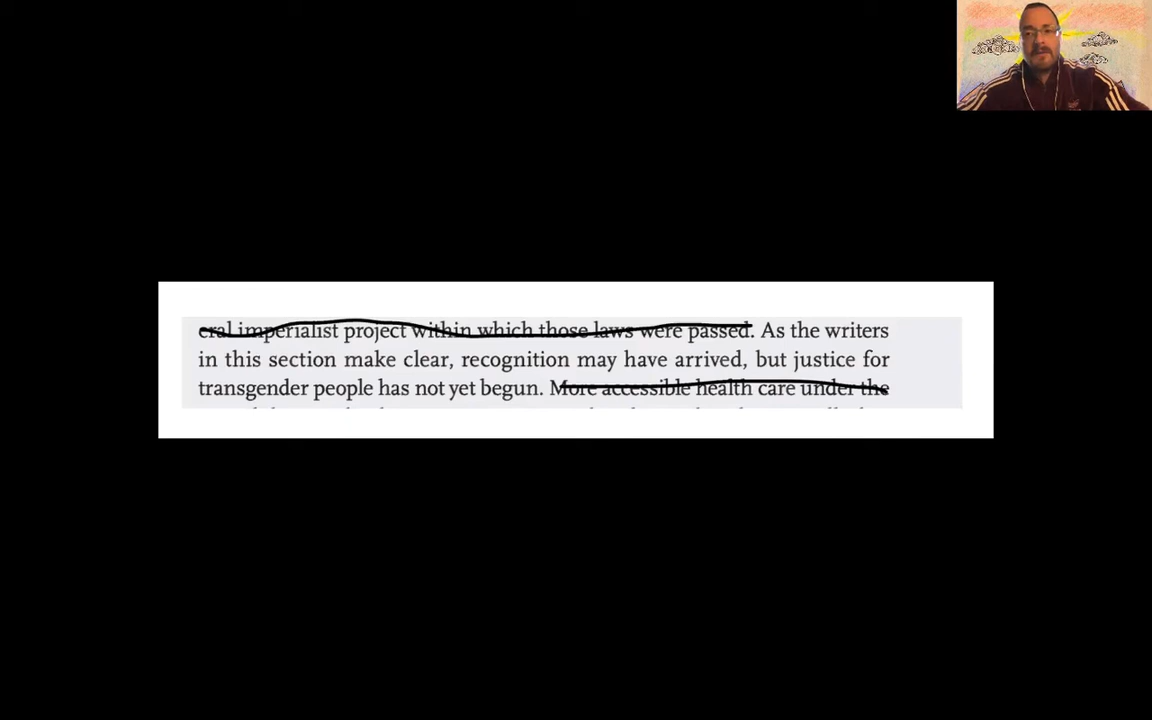 eral imperialist project within which those laws were passed. As the writers
in this section make clear, recognition may have arrived, but justice for
transgender people has not yet begun. More accessible health care under the